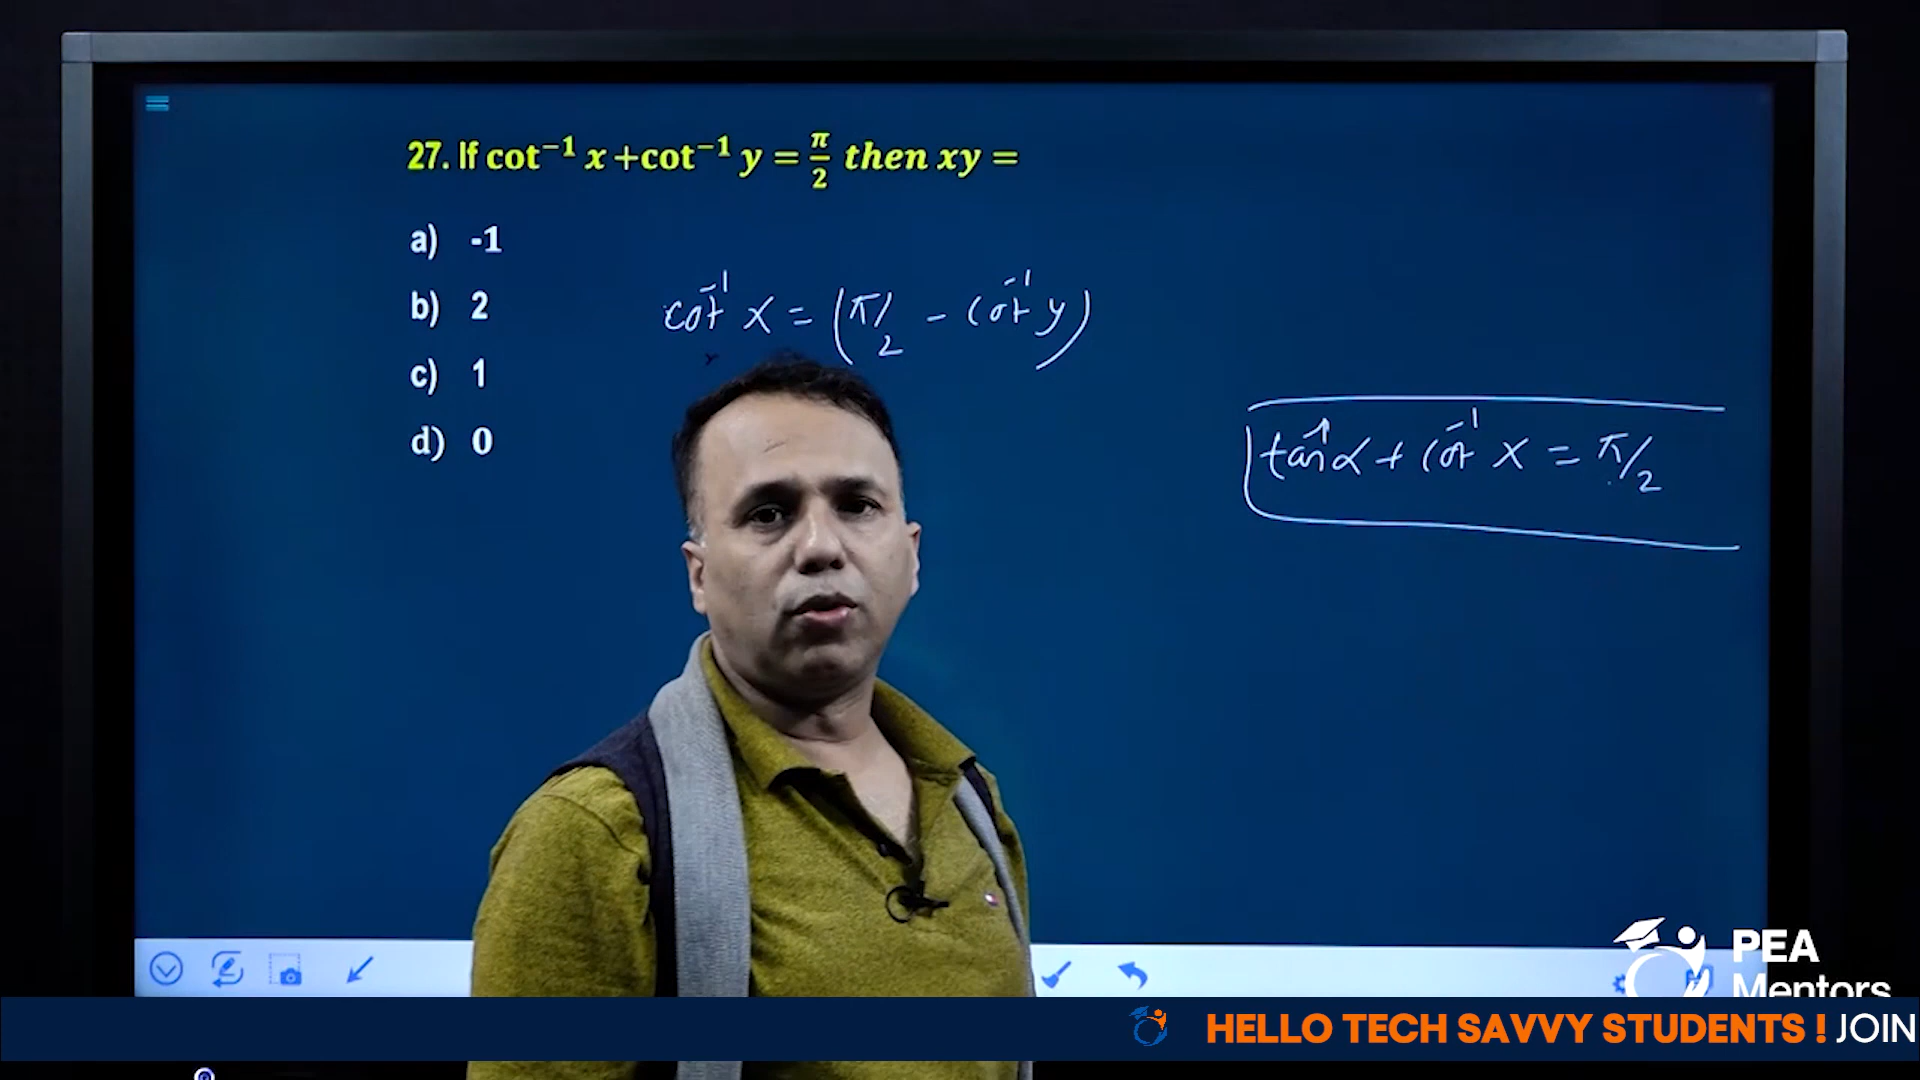 27. If cot⁻¹ x+cot⁻¹ y = π/2 then xy =
a) -1
b) 2
c) 1
d) 0
cot⁻¹ x = (π/2 - cot⁻¹ y)
tan⁻¹ x + cot⁻¹ x = π/2
PEA
Mentors
HELLO TECH SAVVY STUDENTS ! JOIN